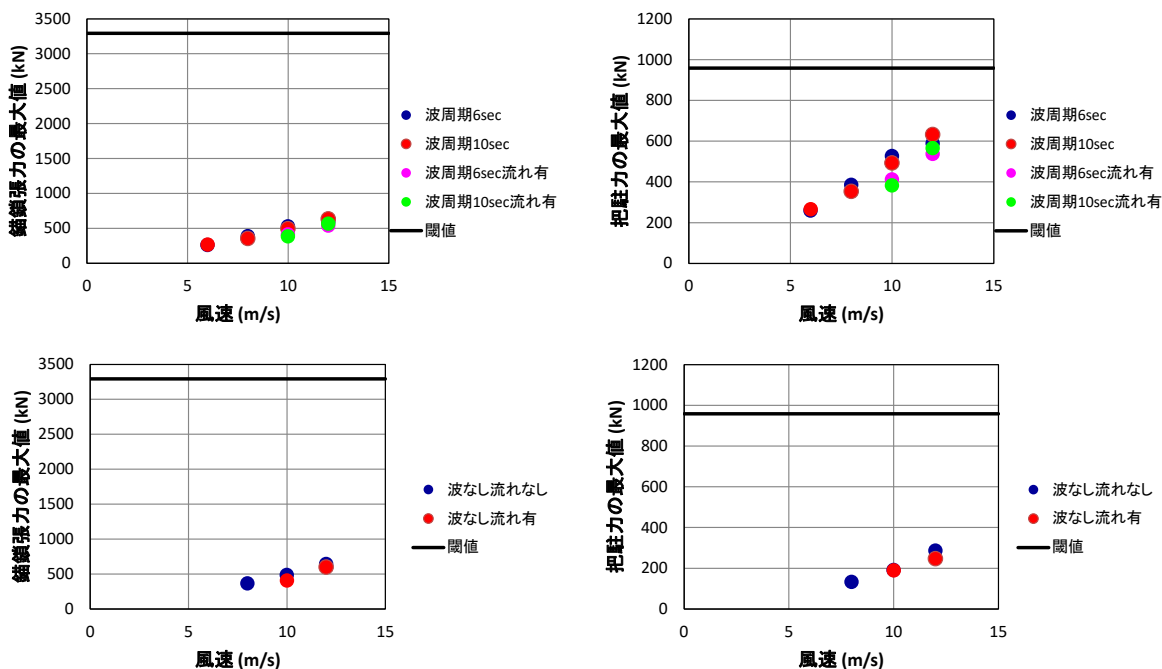 錨鎖張力の最大値 (kN)
3500
3000
2500
2000
1500
1000
500
0
0 5 10 15
風速 (m/s)
波周期6sec
波周期10sec
波周期6sec流れ有
波周期10sec流れ有
閾値
把駐力の最大値 (kN)
1200
1000
800
600
400
200
0
0 5 10 15
風速 (m/s)
波周期6sec
波周期10sec
波周期6sec流れ有
波周期10sec流れ有
閾値
錨鎖張力の最大値 (kN)
3500
3000
2500
2000
1500
1000
500
0
0 5 10 15
風速 (m/s)
波なし流れなし
波なし流れ有
閾値
把駐力の最大値 (kN)
1200
1000
800
600
400
200
0
0 5 10 15
風速 (m/s)
波なし流れなし
波なし流れ有
閾値